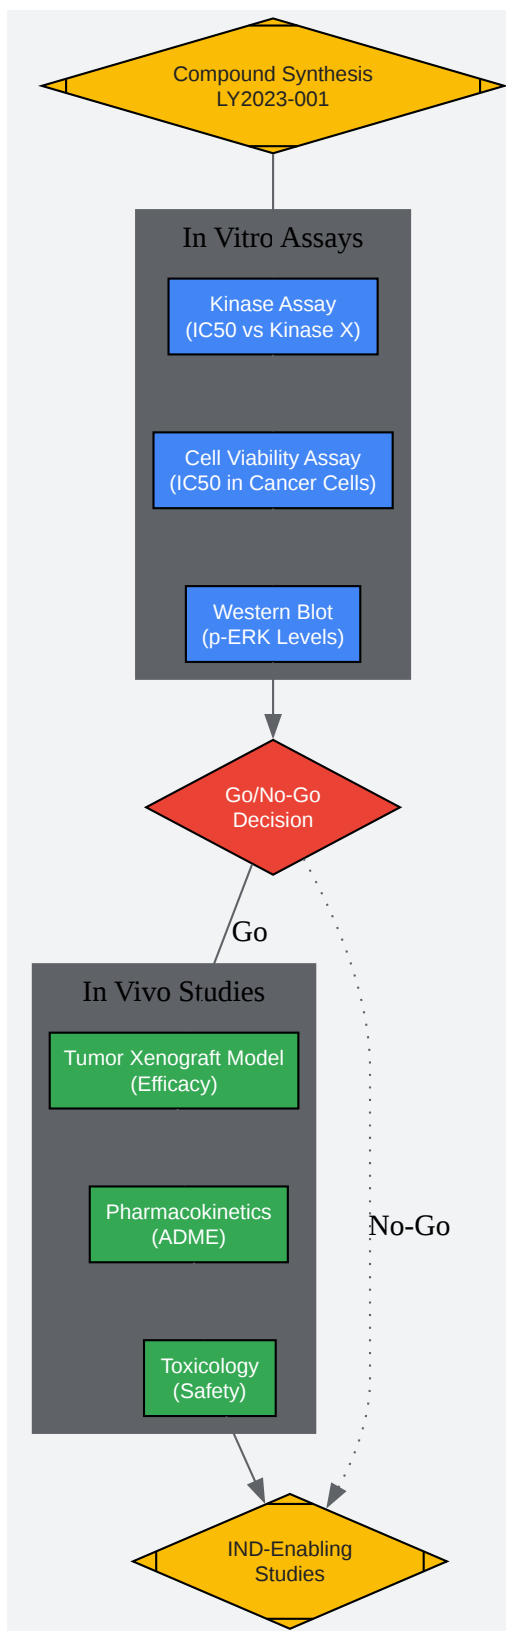 Compound Synthesis
LY2023-001
In Vitro Assays
Kinase Assay
(IC50 vs Kinase X)
Cell Viability Assay
(IC50 in Cancer Cells)
Western Blot
(p-ERK Levels)
Go/No-Go
Decision
Go
In Vivo Studies
Tumor Xenograft Model
(Efficacy)
Pharmacokinetics
(ADME)
No-Go
Toxicology
(Safety)
IND-Enabling
Studies